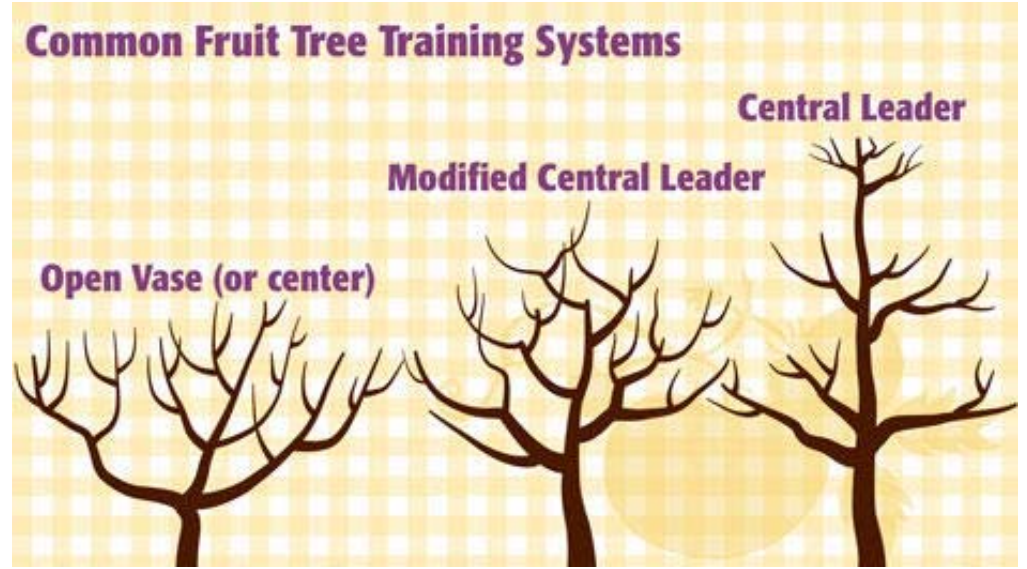 Common Fruit Tree Training Systems
Central Leader
Modified Central Leader
Open Vase (or center)